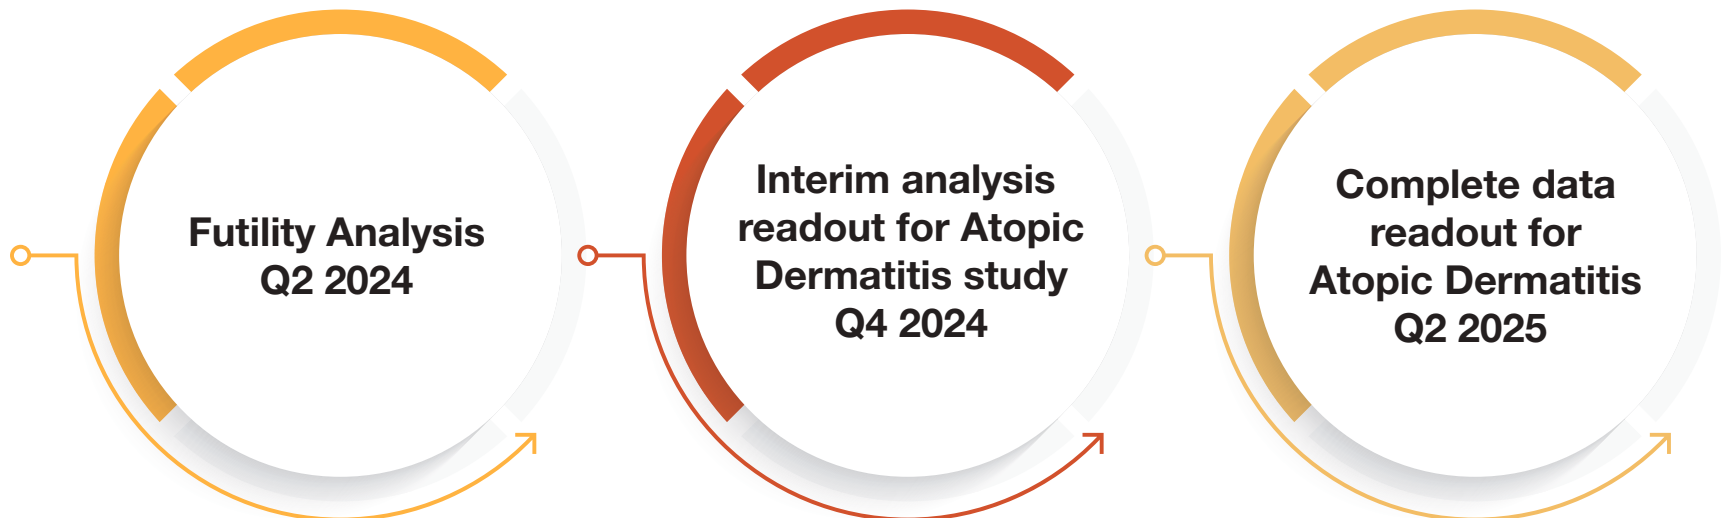 Futility Analysis
Q2 2024
Interim analysis
readout for Atopic
Dermatitis study
Q4 2024
Complete data
readout for
Atopic Dermatitis
Q2 2025